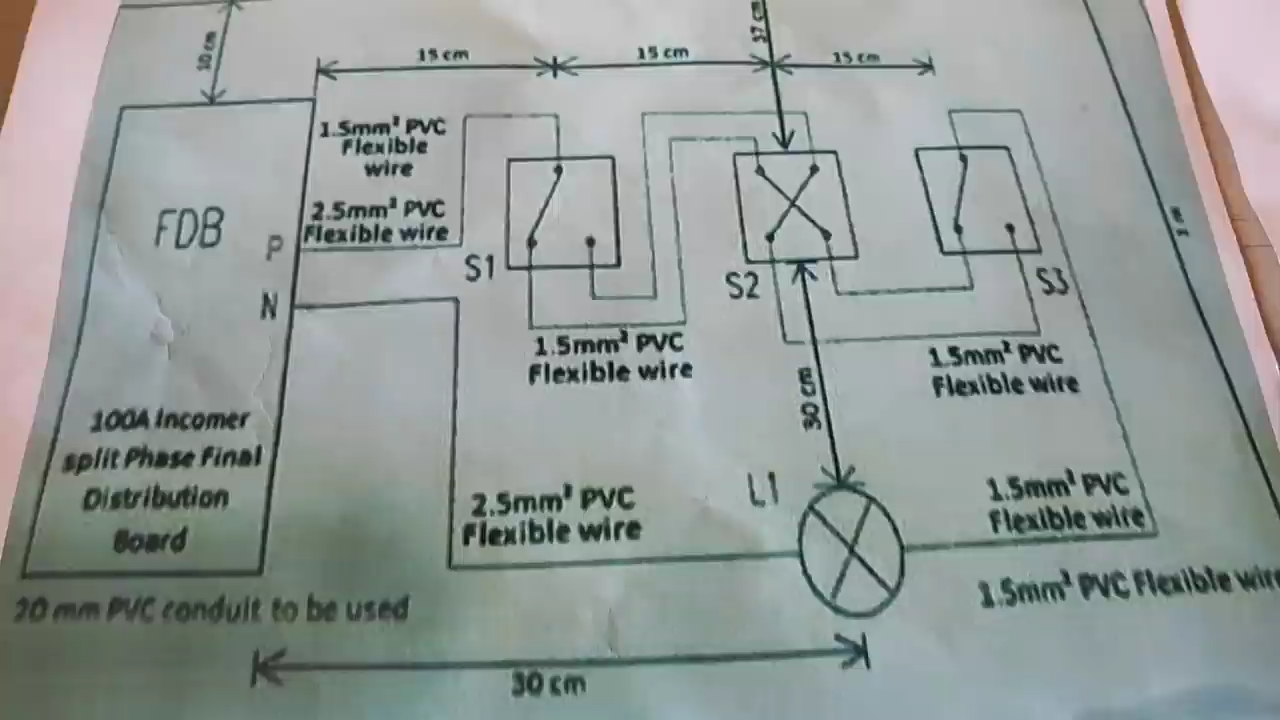 10 cm
15 cm
15 cm
37 cm
15 cm
1.5mm² PVC
Flexible
wire
2.5mm² PVC
Flexible wire
FDB
P
N
S1
S2
S3
1.5mm² PVC
Flexible wire
1.5mm² PVC
Flexible wire
30 cm
100A Incomer
split Phase Final
Distribution
Board
L1
2.5mm² PVC
Flexible wire
1.5mm² PVC
Flexible wire
1.5mm² PVC Flexible wire
20 mm PVC conduit to be used
30 cm